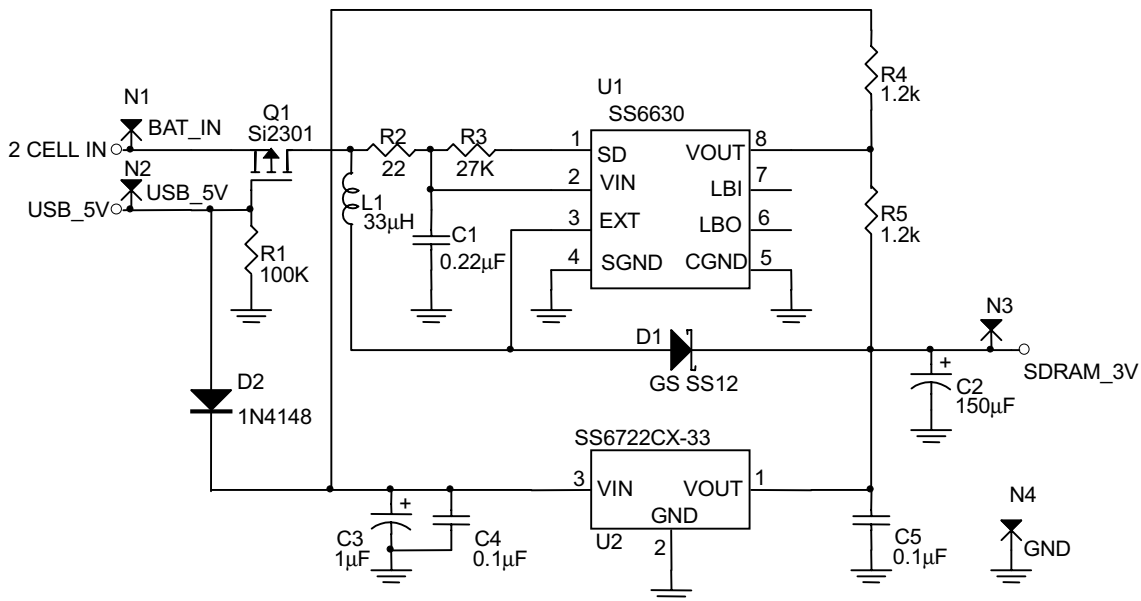 R4
1.2k
N1
BAT_IN
2 CELL IN
Q1
Si2301
R2
22
R3
27K
U1
SS6630
1
SD
VOUT
8
2
VIN
LBI
7
3
EXT
LBO
6
4
SGND
CGND
5
N2
USB_5V
USB_5V
L1
33µH
C1
0.22µF
R1
100K
R5
1.2k
D1
GS SS12
N3
SDRAM_3V
+
C2
150µF
D2
1N4148
SS6722CX-33
3
VIN
VOUT
1
GND
2
U2
+
C3
1µF
C4
0.1µF
C5
0.1µF
N4
GND